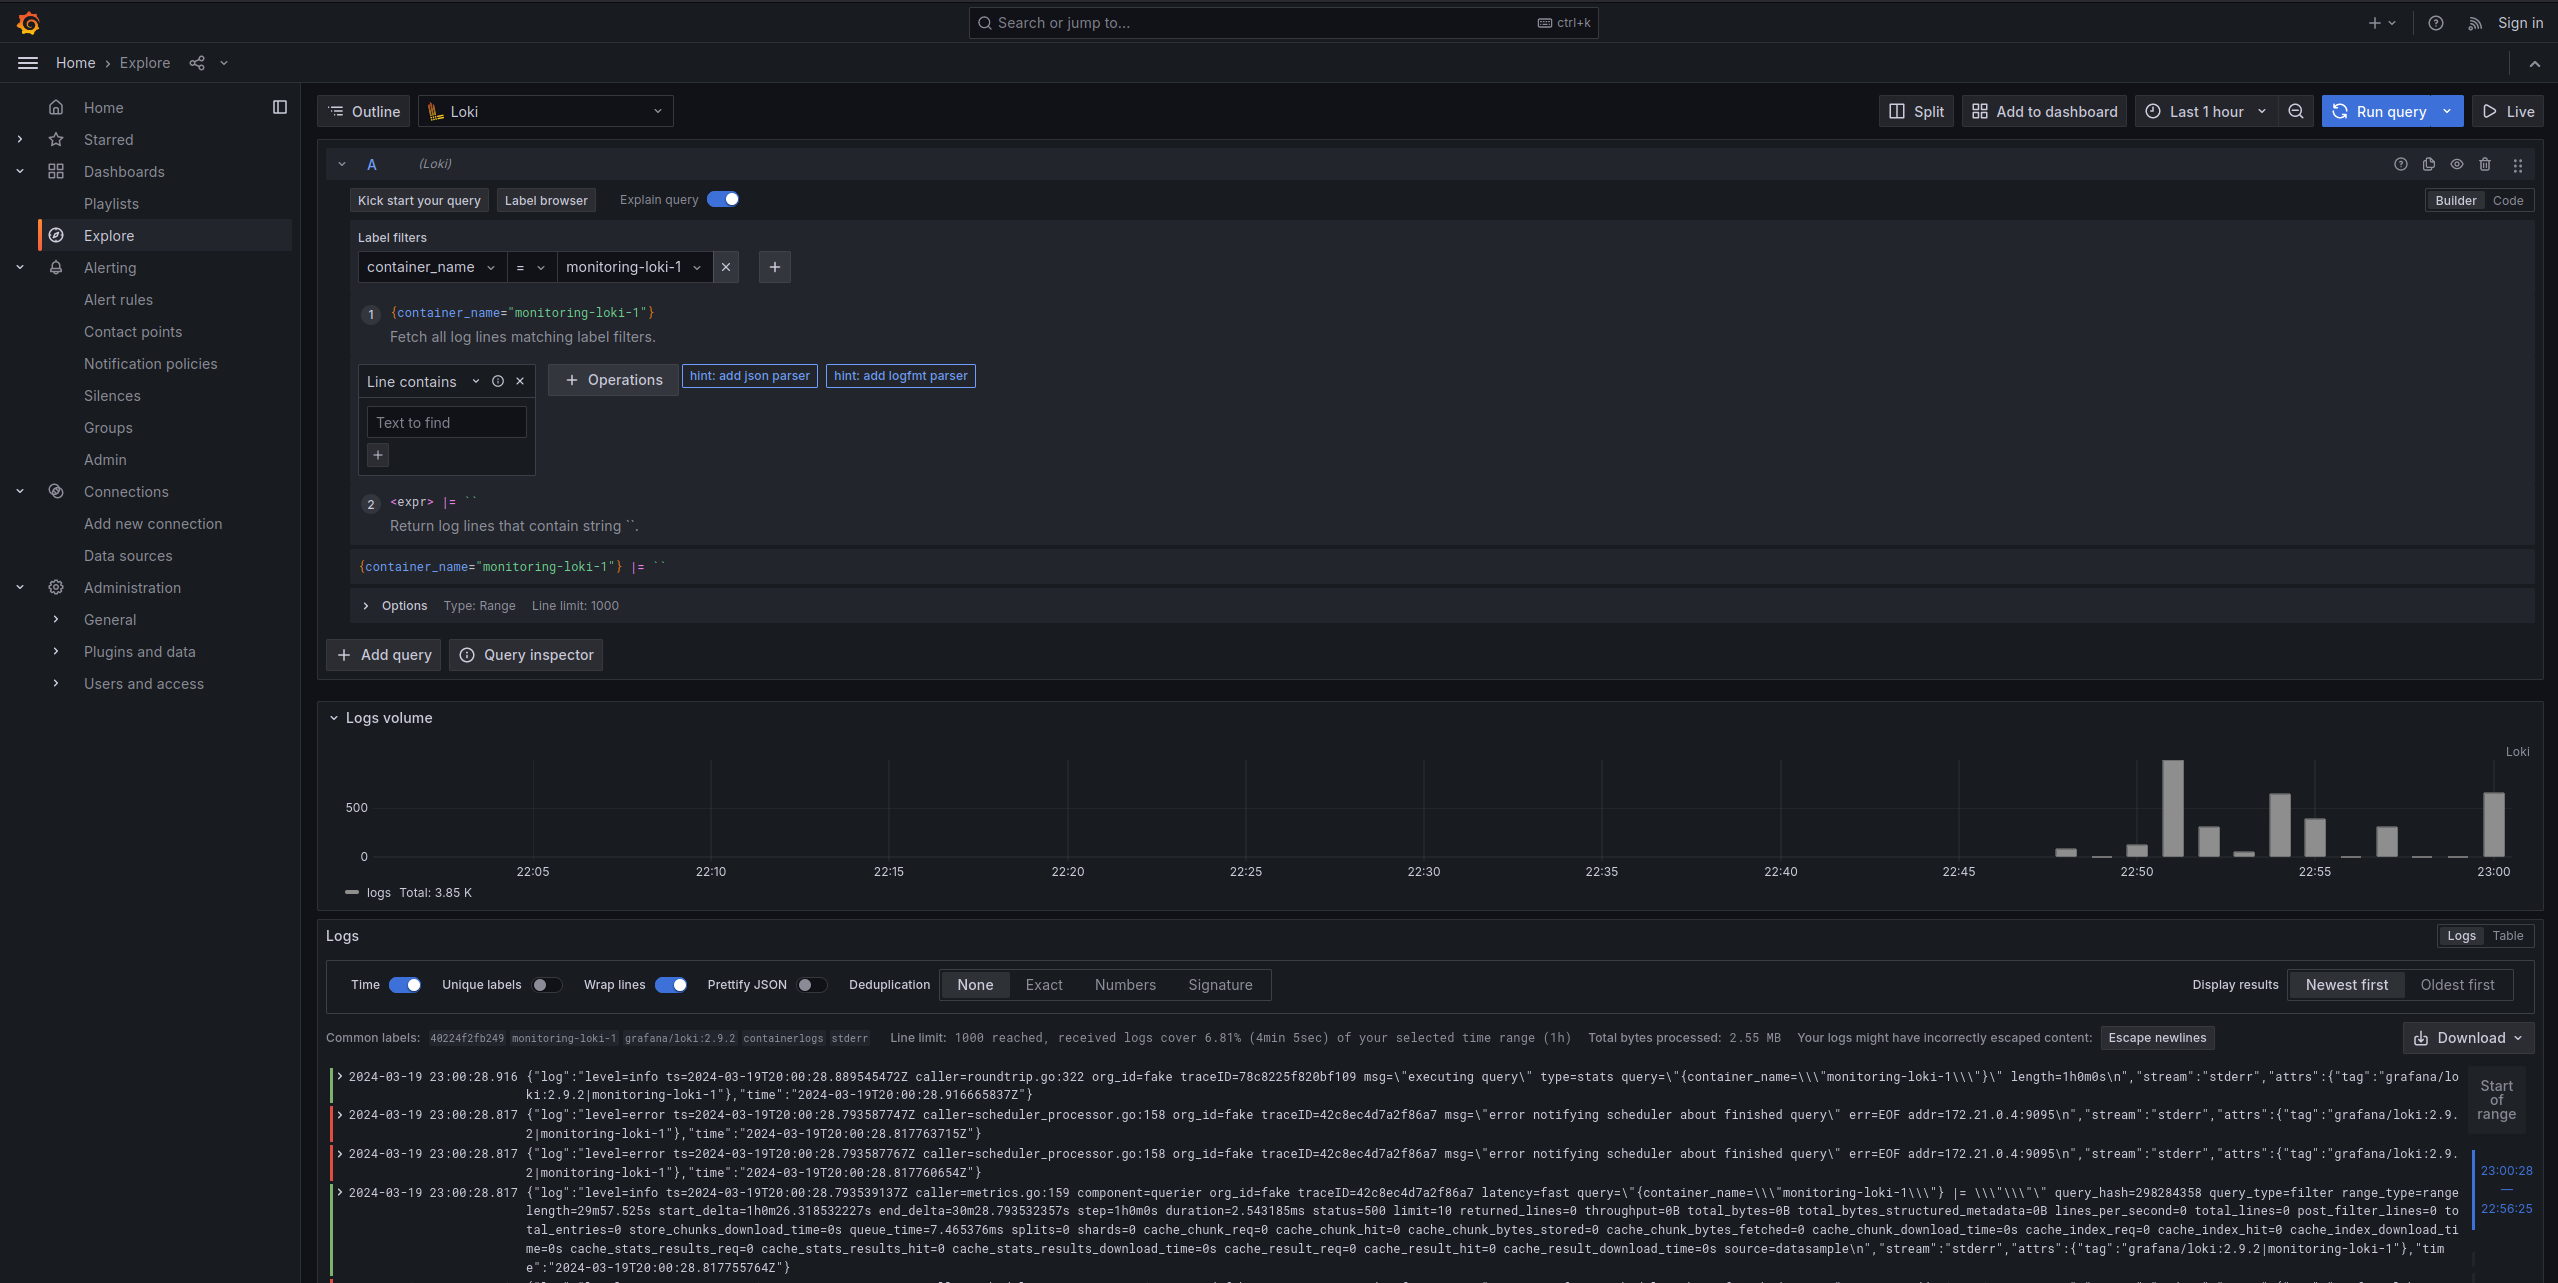 Search or jump to...
ctrl+k
Sign in
Home › Explore
Home
Starred
Dashboards
Playlists
Explore
Alerting
Alert rules
Contact points
Notification policies
Silences
Groups
Admin
Connections
Add new connection
Data sources
Administration
General
Plugins and data
Users and access
Outline
Loki
Split
Add to dashboard
Last 1 hour
Run query
Live
A (Loki)
Kick start your query
Label browser
Explain query
Builder
Code
Label filters
container_name = monitoring-loki-1
1 {container_name="monitoring-loki-1"}
Fetch all log lines matching label filters.
Line contains
Operations
hint: add json parser
hint: add logfmt parser
Text to find
2 <expr> |= ``
Return log lines that contain string ``.
{container_name="monitoring-loki-1"} |= ``
Options Type: Range Line limit: 1000
Add query
Query inspector
Logs volume
Loki
500
0
22:05 22:10 22:15 22:20 22:25 22:30 22:35 22:40 22:45 22:50 22:55 23:00
logs Total: 3.85 K
Logs
Logs Table
Time Unique labels Wrap lines Prettify JSON Deduplication None Exact Numbers Signature
Display results Newest first Oldest first
Common labels: 40224f2fb249 monitoring-loki-1 grafana/loki:2.9.2 containerlogs stderr Line limit: 1000 reached, received logs cover 6.81% (4min 5sec) of your selected time range (1h) Total bytes processed: 2.55 MB Your logs might have incorrectly escaped content: Escape newlines
Download
2024-03-19 23:00:28.916 {"log":"level=info ts=2024-03-19T20:00:28.889545472Z caller=roundtrip.go:322 org_id=fake traceID=78c8225f820bf109 msg=\"executing query\" type=stats query=\"{container_name=\\\"monitoring-loki-1\\\"}\" length=1h0m0s\n","stream":"stderr","attrs":{"tag":"grafana/lo
ki:2.9.2|monitoring-loki-1"},"time":"2024-03-19T20:00:28.916665837Z"}
2024-03-19 23:00:28.817 {"log":"level=error ts=2024-03-19T20:00:28.793587747Z caller=scheduler_processor.go:158 org_id=fake traceID=42c8ec4d7a2f86a7 msg=\"error notifying scheduler about finished query\" err=EOF addr=172.21.0.4:9095\n","stream":"stderr","attrs":{"tag":"grafana/loki:2.9.
2|monitoring-loki-1"},"time":"2024-03-19T20:00:28.817763715Z"}
2024-03-19 23:00:28.817 {"log":"level=error ts=2024-03-19T20:00:28.793587767Z caller=scheduler_processor.go:158 org_id=fake traceID=42c8ec4d7a2f86a7 msg=\"error notifying scheduler about finished query\" err=EOF addr=172.21.0.4:9095\n","stream":"stderr","attrs":{"tag":"grafana/loki:2.9.
2|monitoring-loki-1"},"time":"2024-03-19T20:00:28.817760654Z"}
2024-03-19 23:00:28.817 {"log":"level=info ts=2024-03-19T20:00:28.793539137Z caller=metrics.go:159 component=querier org_id=fake traceID=42c8ec4d7a2f86a7 latency=fast query=\"{container_name=\\\"monitoring-loki-1\\\"} |= \\\"\\\"\" query_hash=298284358 query_type=filter range_type=range
length=29m57.525s start_delta=1h0m26.318532227s end_delta=30m28.793532357s step=1h0m0s duration=2.543185ms status=500 limit=10 returned_lines=0 throughput=0B total_bytes=0B total_bytes_structured_metadata=0B lines_per_second=0 total_lines=0 post_filter_lines=0 to
tal_entries=0 store_chunks_download_time=0s queue_time=7.465376ms splits=0 shards=0 cache_chunk_req=0 cache_chunk_hit=0 cache_chunk_bytes_stored=0 cache_chunk_bytes_fetched=0 cache_chunk_download_time=0s cache_index_req=0 cache_index_hit=0 cache_index_download_ti
me=0s cache_stats_results_req=0 cache_stats_results_hit=0 cache_stats_results_download_time=0s cache_result_req=0 cache_result_hit=0 cache_result_download_time=0s source=datasample\n","stream":"stderr","attrs":{"tag":"grafana/loki:2.9.2|monitoring-loki-1"},"tim
e":"2024-03-19T20:00:28.817755764Z"}
Start
of
range
23:00:28
—
22:56:25